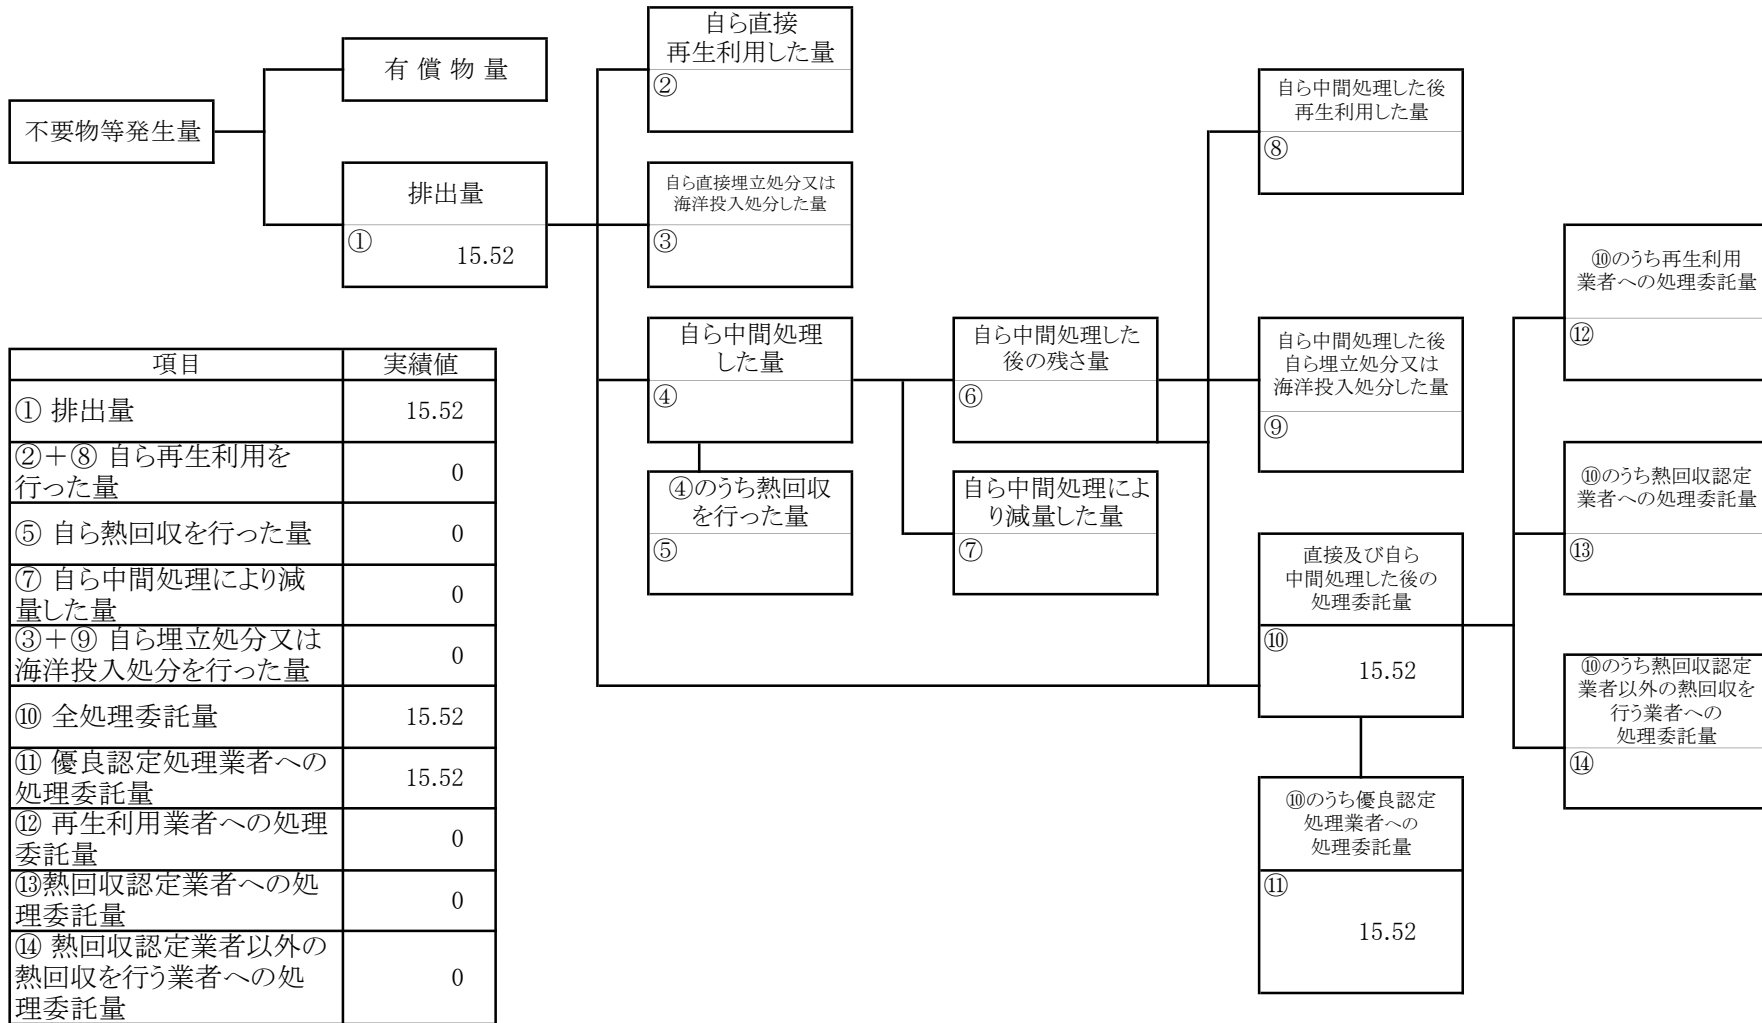 不要物等発生量
有 償 物 量
排出量
①
15.52
自ら直接
再生利用した量
②
自ら直接埋立処分又は
海洋投入処分した量
③
自ら中間処理
した量
④
④のうち熱回収
を行った量
⑤
自ら中間処理した
後の残さ量
⑥
自ら中間処理によ
り減量した量
⑦
自ら中間処理した後
再生利用した量
⑧
自ら中間処理した後
自ら埋立処分又は
海洋投入処分した量
⑨
直接及び自ら
中間処理した後の
処理委託量
⑩
15.52
⑩のうち優良認定
処理業者への
処理委託量
⑪
15.52
⑩のうち再生利用
業者への処理委託量
⑫
⑩のうち熱回収認定
業者への処理委託量
⑬
⑩のうち熱回収認定
業者以外の熱回収を
行う業者への
処理委託量
⑭
項目 実績値
① 排出量 15.52
②＋⑧ 自ら再生利用を
行った量 0
⑤ 自ら熱回収を行った量 0
⑦ 自ら中間処理により減
量した量 0
③＋⑨ 自ら埋立処分又は
海洋投入処分を行った量 0
⑩ 全処理委託量 15.52
⑪ 優良認定処理業者への
処理委託量 15.52
⑫ 再生利用業者への処理
委託量 0
⑬熱回収認定業者への処
理委託量 0
⑭ 熱回収認定業者以外の
熱回収を行う業者への処
理委託量 0